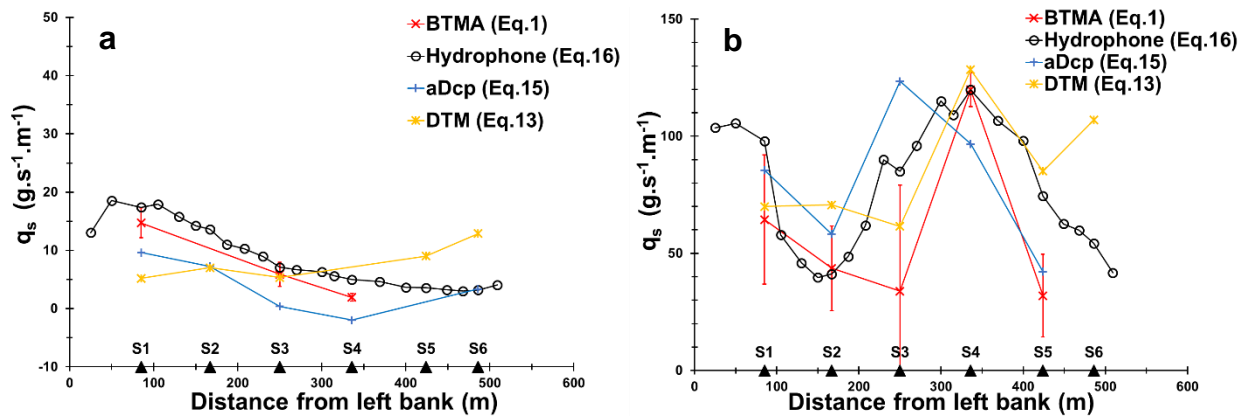 a
BTMA (Eq.1)
Hydrophone (Eq.16)
aDcp (Eq.15)
DTM (Eq.13)
qs (g.s-1.m-1)
50
40
30
20
10
0
-10
S1 S2 S3 S4 S5 S6
0 100 200 300 400 500 600
Distance from left bank (m)
b
BTMA (Eq.1)
Hydrophone (Eq.16)
aDcp (Eq.15)
DTM (Eq.13)
qs (g.s-1.m-1)
150
100
50
0
S1 S2 S3 S4 S5 S6
0 100 200 300 400 500 600
Distance from left bank (m)